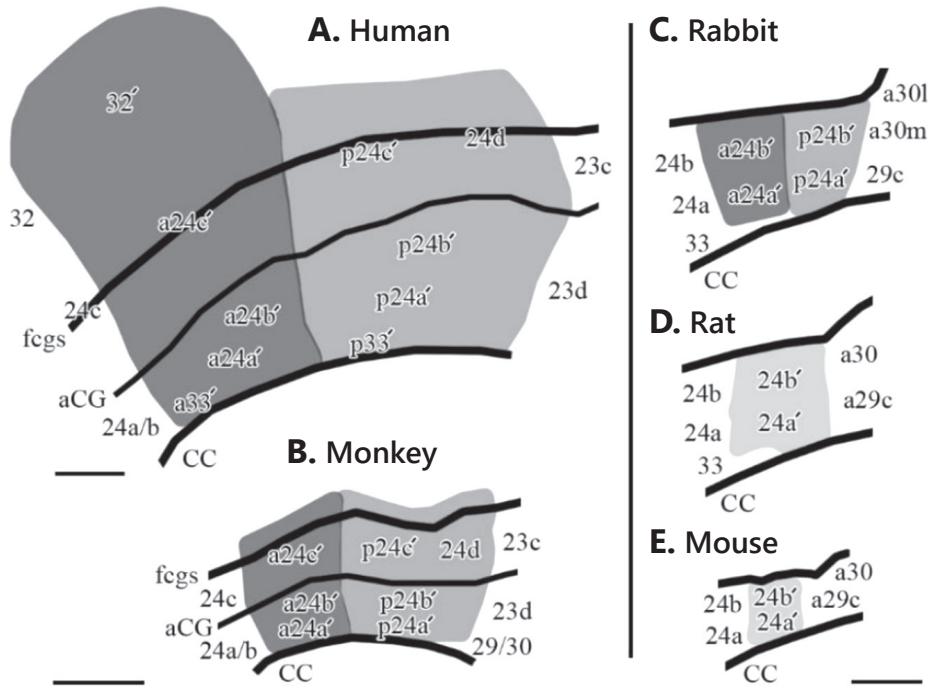 A. Human
32´
p24c´
24d
23c
32
a24c´
p24b´
p24a´
23d
24c
fcgs
a24b´
a24a´
p33´
aCG
a33´
24a/b
CC
B. Monkey
a24c´
p24c´
24d
23c
fcgs
24c
a24b´
p24b´
23d
aCG
a24a´
p24a´
24a/b
29/30
CC
C. Rabbit
a30l
a24b´
p24b´
a30m
24b
a24a´
p24a´
29c
24a
33
CC
D. Rat
a30
24b
24b´
a29c
24a
24a´
33
CC
E. Mouse
a30
24b
24b´
a29c
24a
24a´
CC